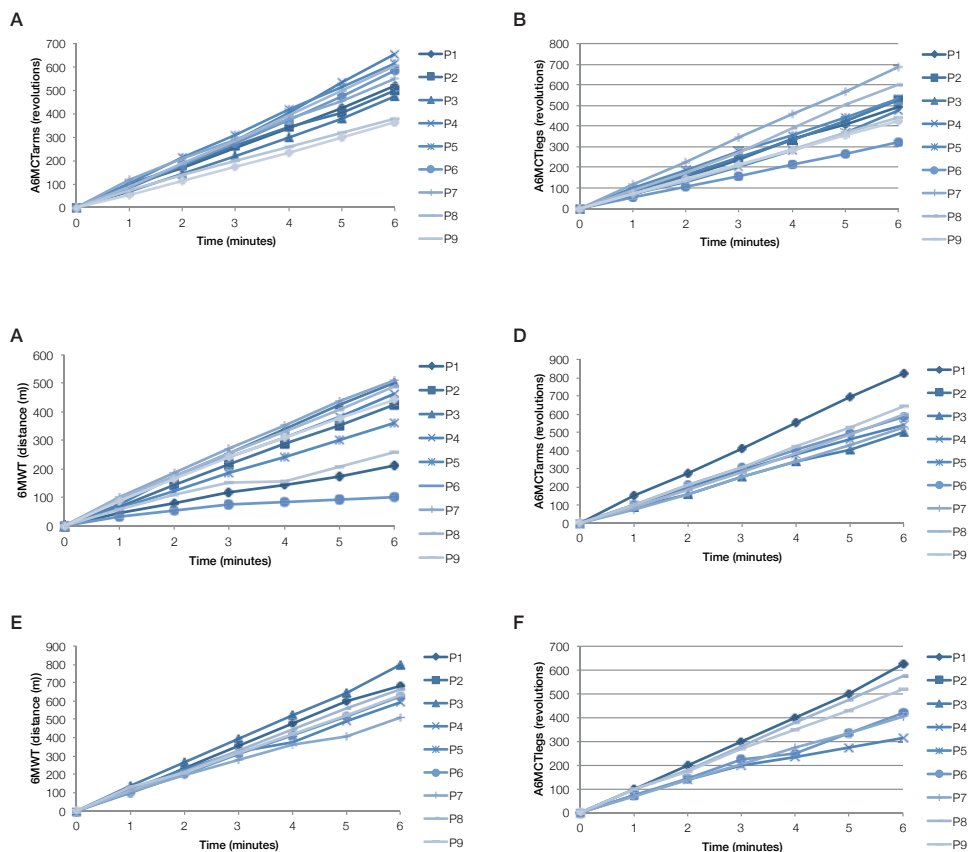 A
A6MCTarms (revolutions)
700
600
500
400
300
200
100
0
0 1 2 3 4 5 6
Time (minutes)
P1
P2
P3
P4
P5
P6
P7
P8
P9
B
A6MCTlegs (revolutions)
800
700
600
500
400
300
200
100
0
0 1 2 3 4 5 6
Time (minutes)
P1
P2
P3
P4
P5
P6
P7
P8
P9
A
6MWT (distance (m))
600
500
400
300
200
100
0
0 1 2 3 4 5 6
Time (minutes)
P1
P2
P3
P4
P5
P6
P7
P8
P9
D
A6MCTarms (revolutions)
900
800
700
600
500
400
300
200
100
0
0 1 2 3 4 5 6
Time (minutes)
P1
P2
P3
P4
P5
P6
P7
P8
P9
E
6MWT (distance (m))
900
800
700
600
500
400
300
200
100
0
0 1 2 3 4 5 6
Time (minutes)
P1
P2
P3
P4
P5
P6
P7
P8
P9
F
A6MCTlegs (revolutions)
700
600
500
400
300
200
100
0
0 1 2 3 4 5 6
Time (minutes)
P1
P2
P3
P4
P5
P6
P7
P8
P9